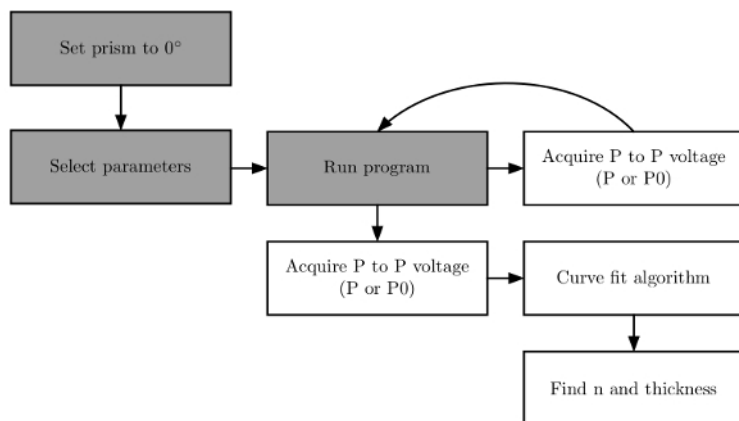 Set prism to 0°
Select parameters
Run program
Acquire P to P voltage
(P or P0)
Acquire P to P voltage
(P or P0)
Curve fit algorithm
Find n and thickness